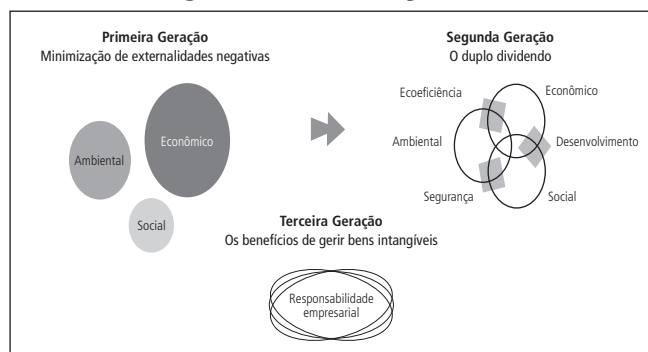 Primeira Geração
Minimização de externalidades negativas
Ambiental
Econômico
Social
Segunda Geração
O duplo dividendo
Ecoeficiência
Econômico
Ambiental
Desenvolvimento
Segurança
Social
Terceira Geração
Os benefícios de gerir bens intangíveis
Responsabilidade
empresarial